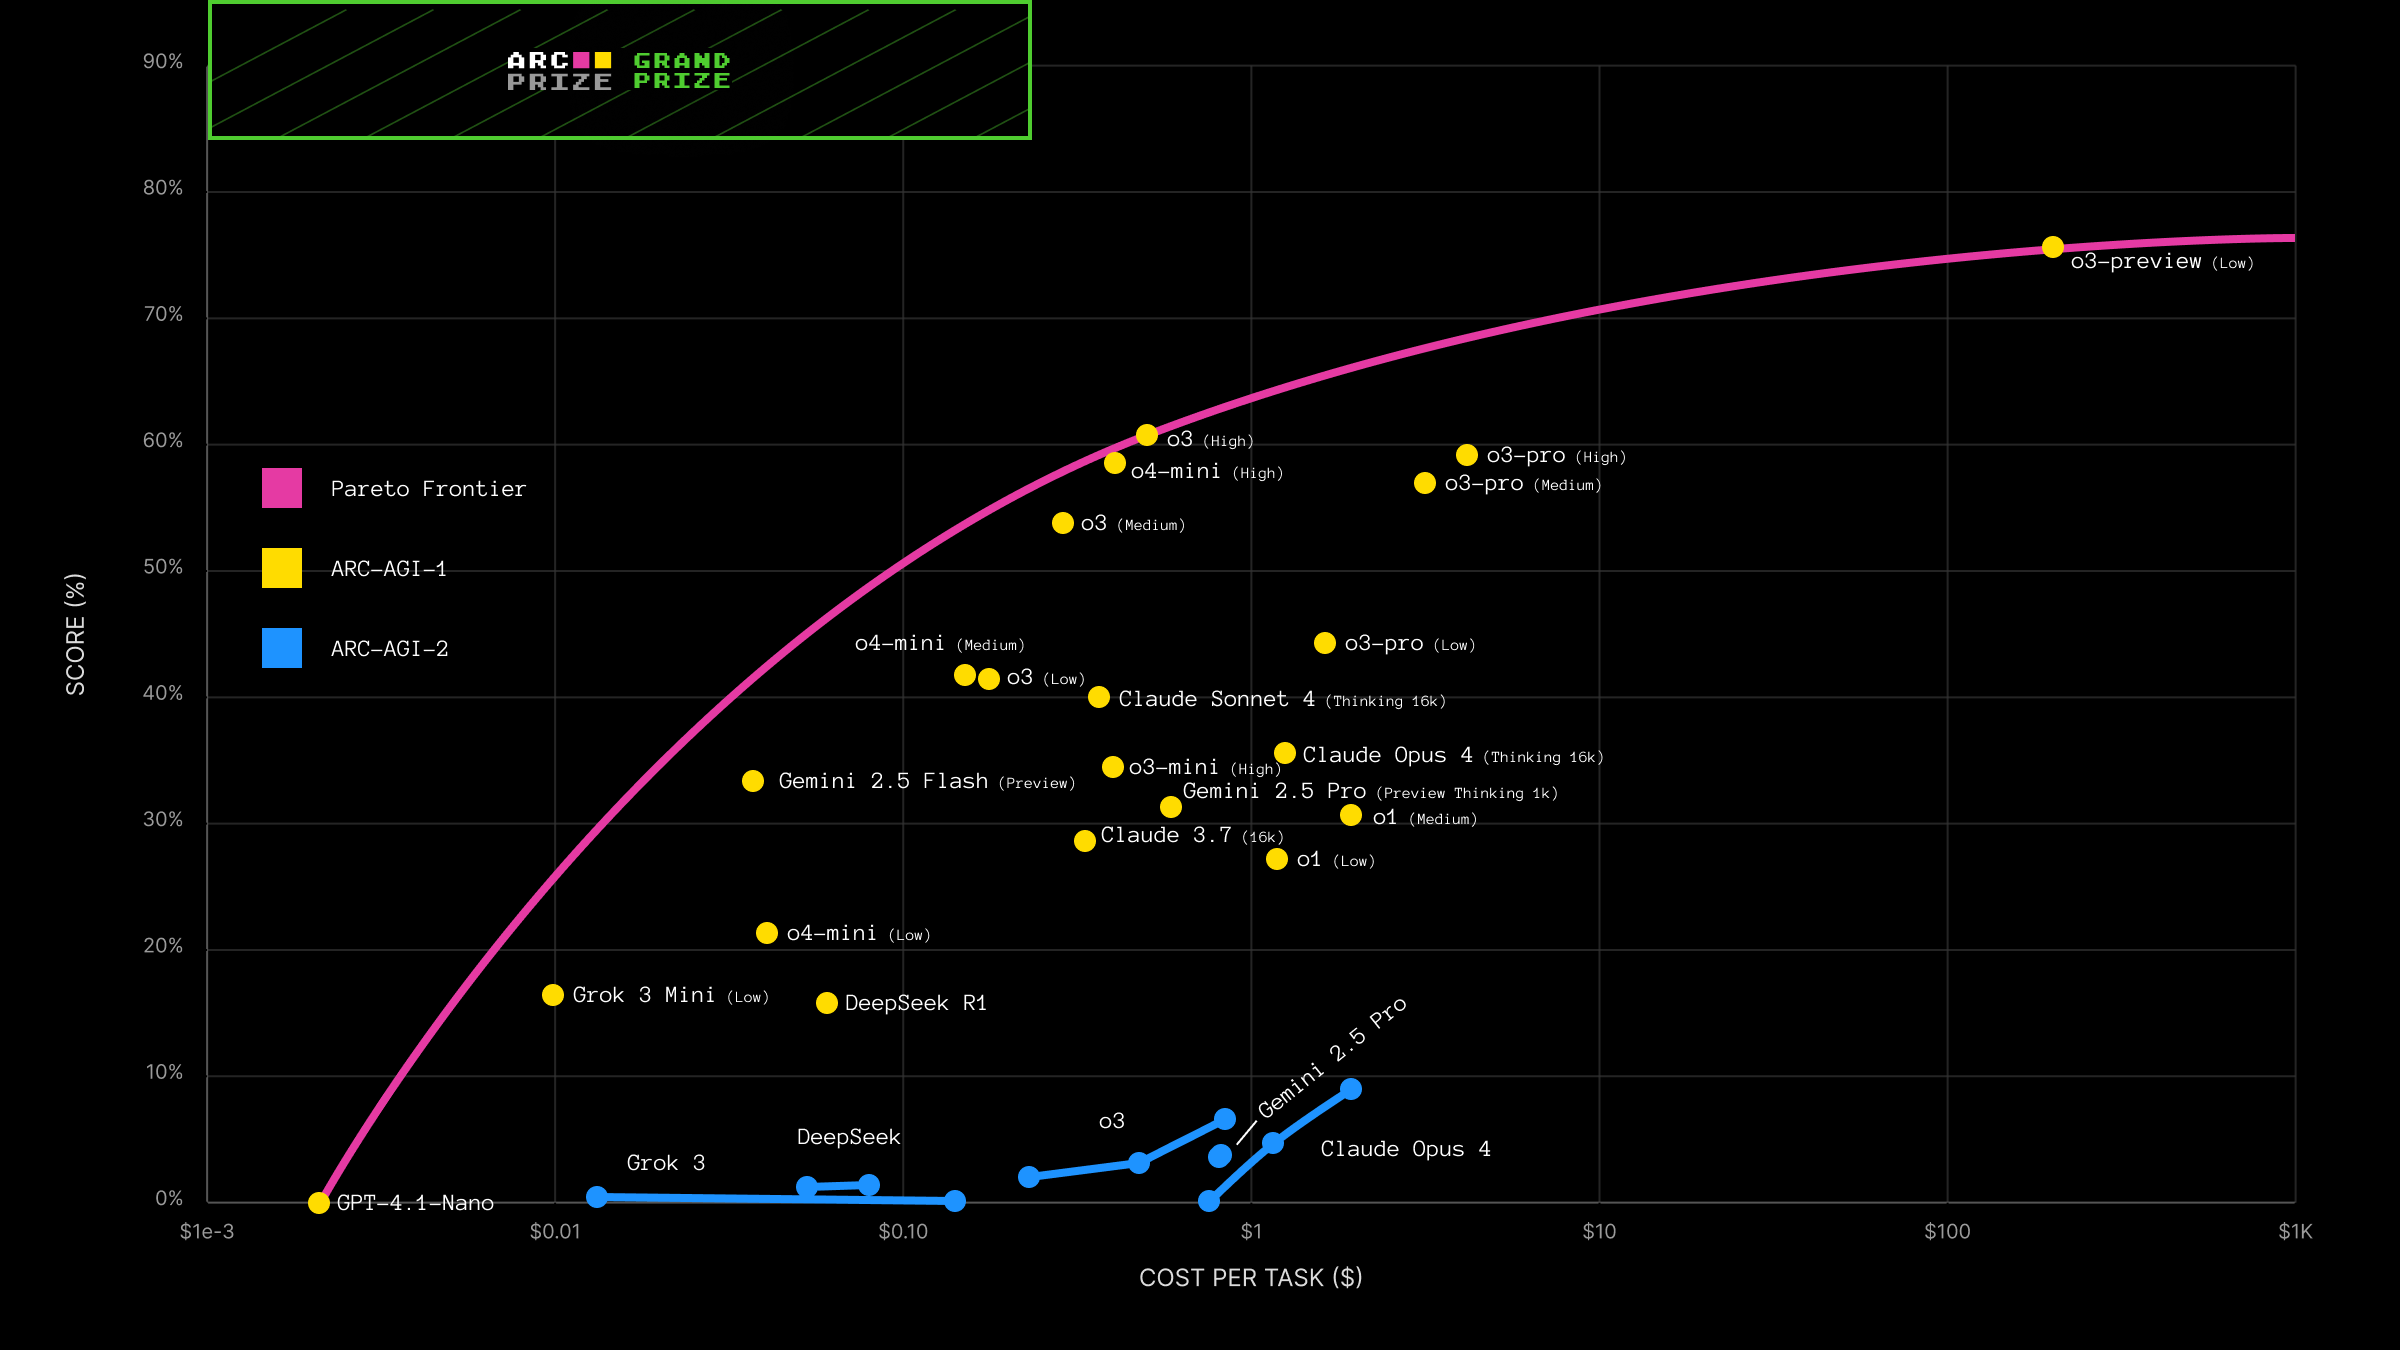 ARC GRAND
PRIZE PRIZE
90%
80%
70%
60%
50%
40%
30%
20%
10%
0%
SCORE (%)
Pareto Frontier
ARC-AGI-1
ARC-AGI-2
o3-preview (Low)
o3 (High)
o4-mini (High)
o3-pro (High)
o3-pro (Medium)
o3 (Medium)
o4-mini (Medium)
o3-pro (Low)
o3 (Low)
Claude Sonnet 4 (Thinking 16k)
Claude Opus 4 (Thinking 16k)
o3-mini (High)
Gemini 2.5 Flash (Preview)
Gemini 2.5 Pro (Preview Thinking 1k)
o1 (Medium)
Claude 3.7 (16k)
o1 (Low)
o4-mini (Low)
Grok 3 Mini (Low)
DeepSeek R1
Gemini 2.5 Pro
o3
DeepSeek
Claude Opus 4
Grok 3
GPT-4.1-Nano
$1e-3
$0.01
$0.10
$1
$10
$100
$1K
COST PER TASK ($)